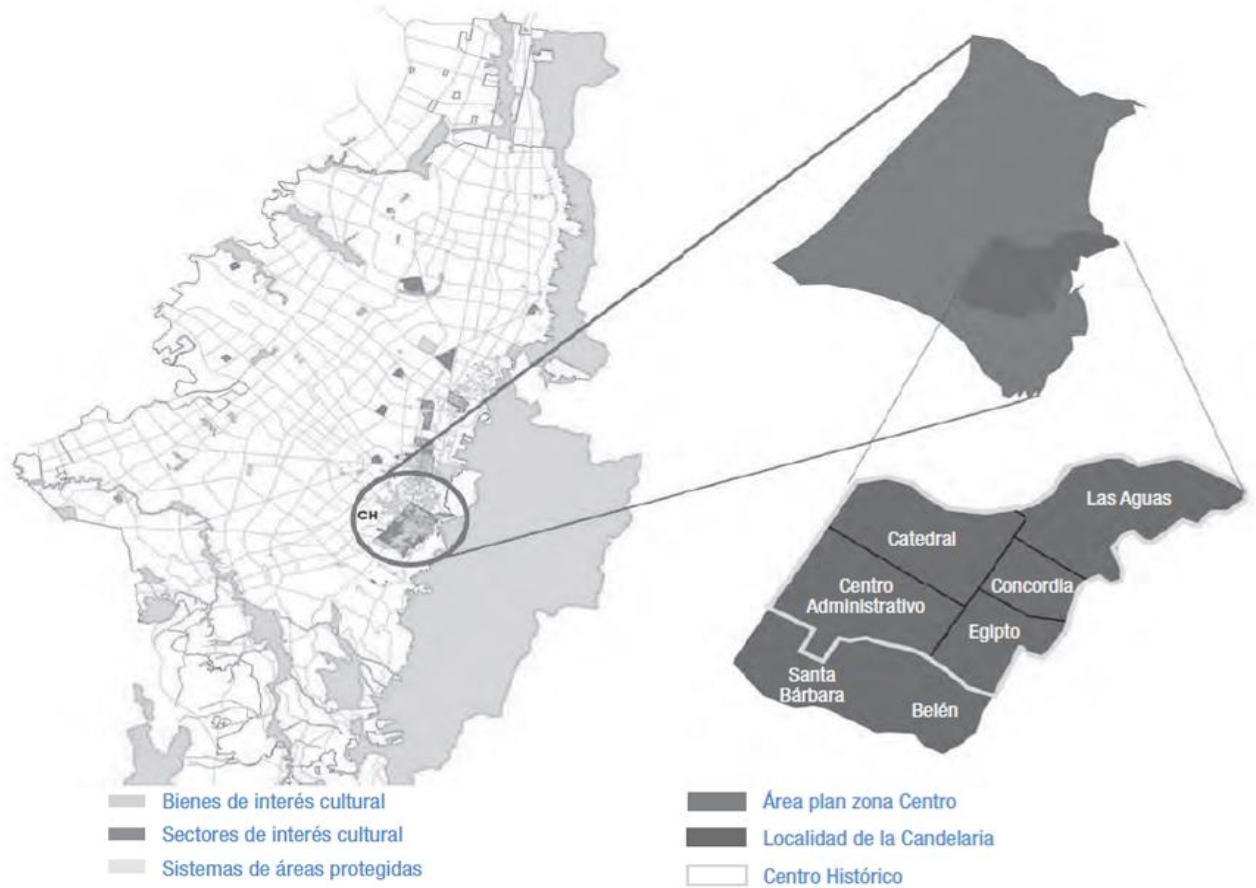 CH
Las Aguas
Catedral
Concordia
Centro
Administrativo
Egipto
Santa
Bárbara
Belén
Bienes de interés cultural
Sectores de interés cultural
Sistemas de áreas protegidas
Área plan zona Centro
Localidad de la Candelaria
Centro Histórico